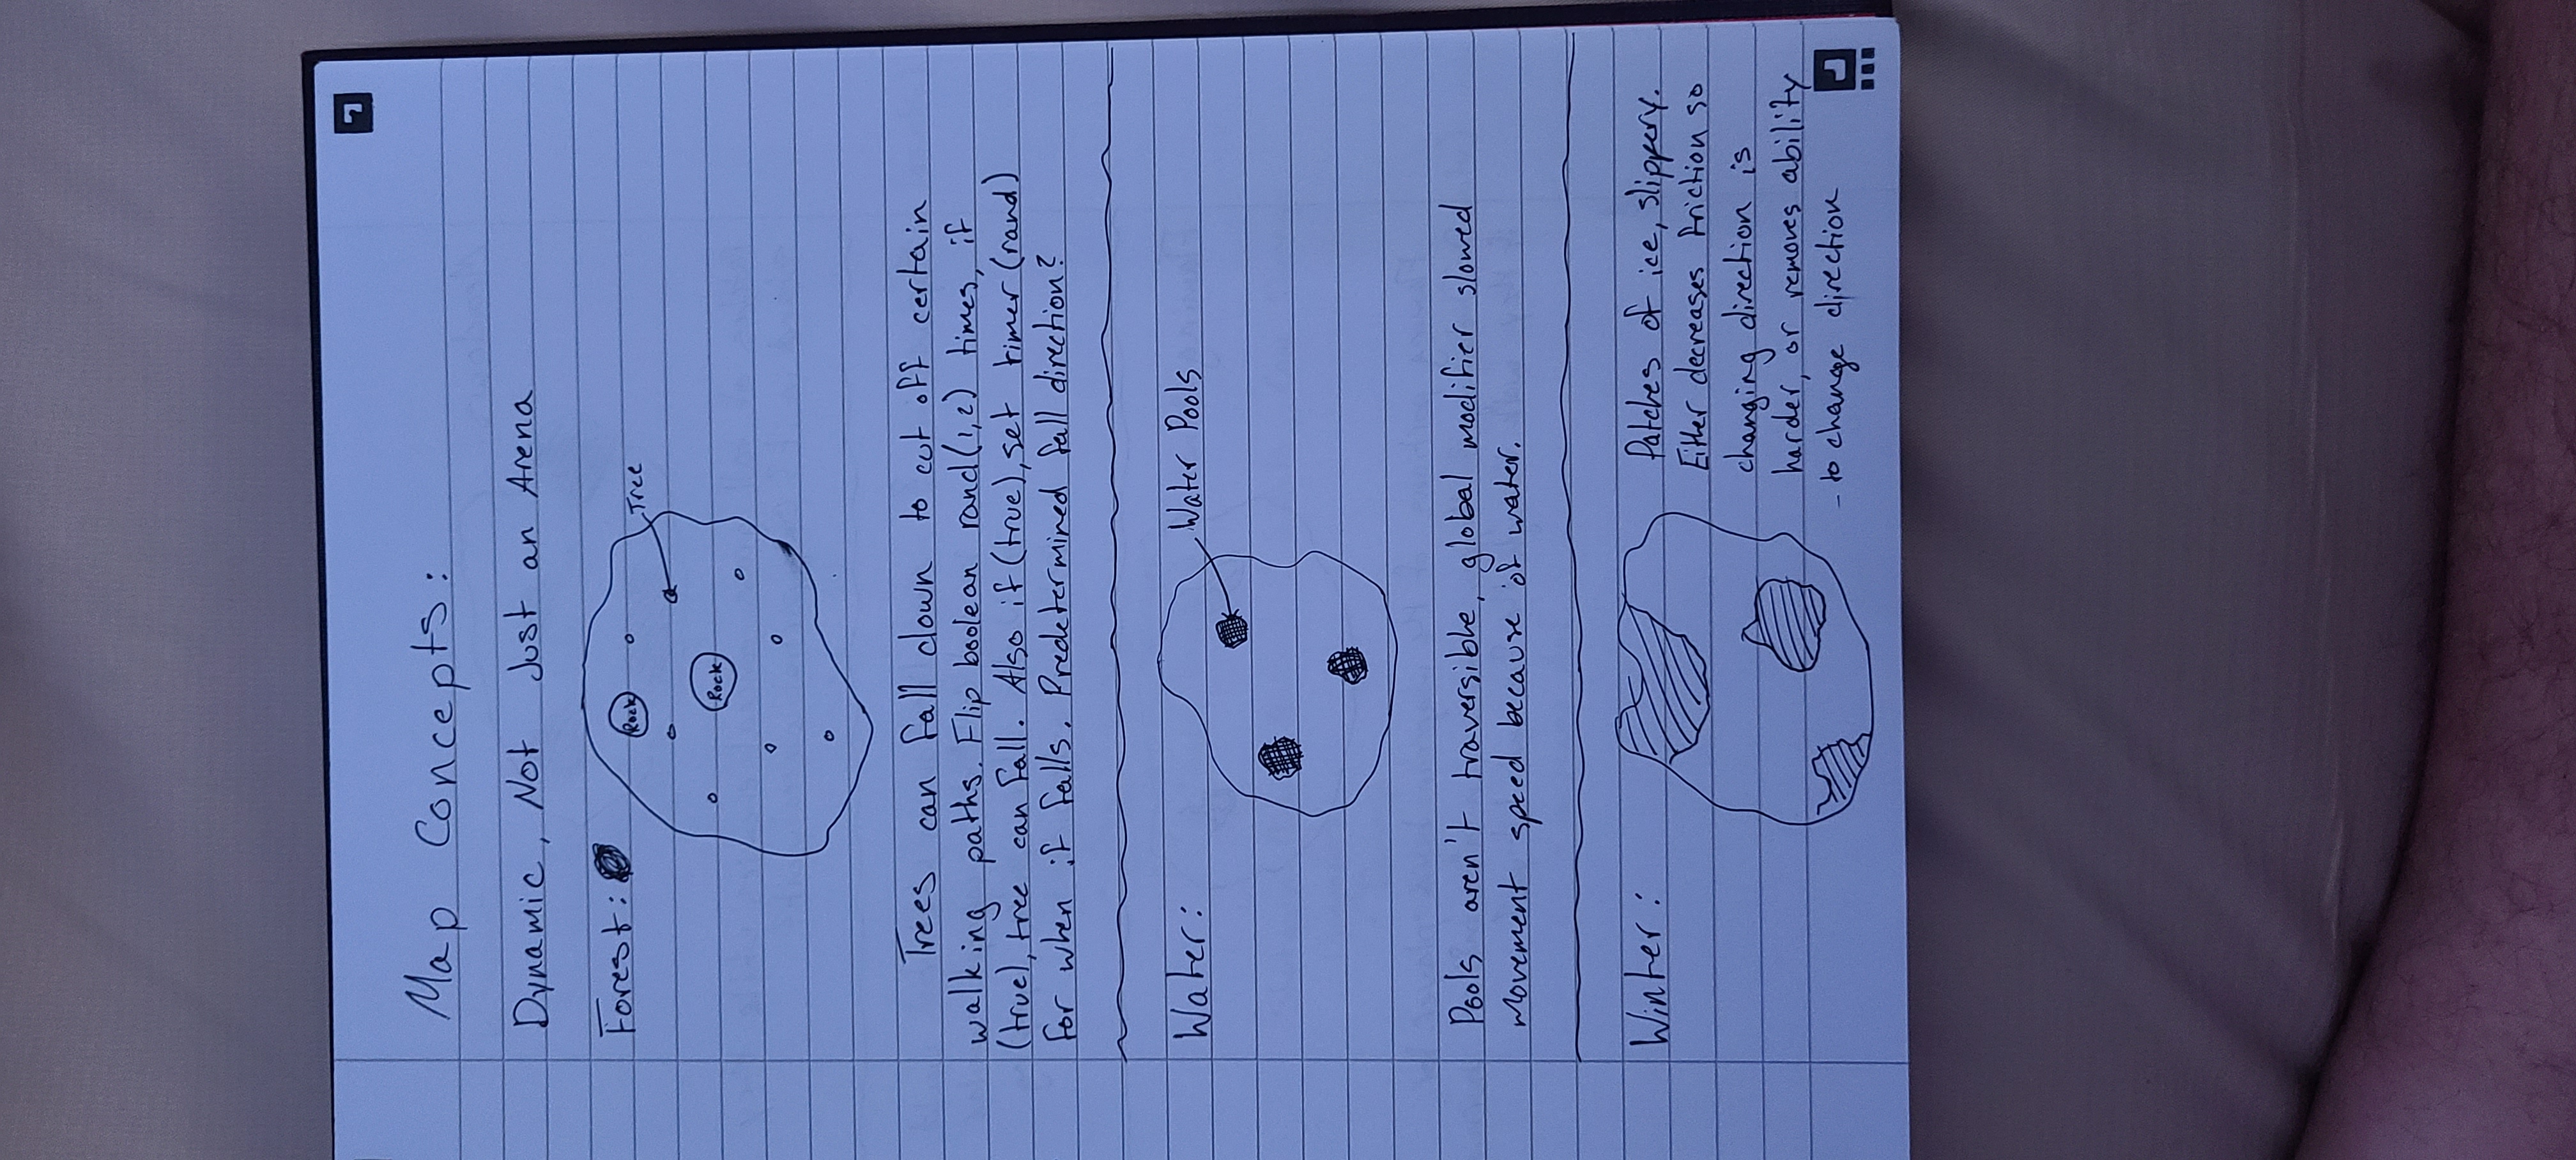 Map Concepts:
Dynamic, Not Just an Arena
Forest:
Rock
Tree
Rock
Trees can fall down to cut off certain
walking paths. Flip boolean rand(1,2) times, if
(true), tree can fall. Also if (true), set timer (rand)
for when it falls. Predetermined fall direction?
Water:
Water Pools
Pools aren't traversible, global modifier slowed
movement speed because of water.
Winter:
Patches of ice, slippery.
Either decreases friction so
changing direction is
harder, or removes ability
- to change direction